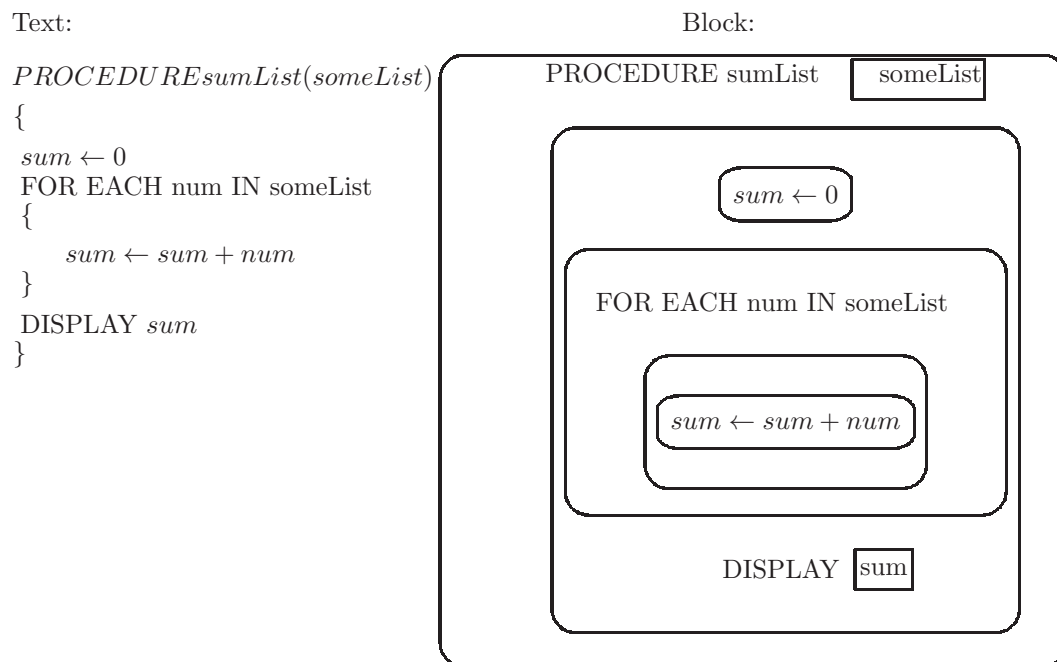 Text:
PROCEDUREsumList(someList)
{
sum ← 0
FOR EACH num IN someList
{
sum ← sum + num
}
DISPLAY sum
}
Block:
PROCEDURE sumList someList
sum ← 0
FOR EACH num IN someList
sum ← sum + num
DISPLAY sum